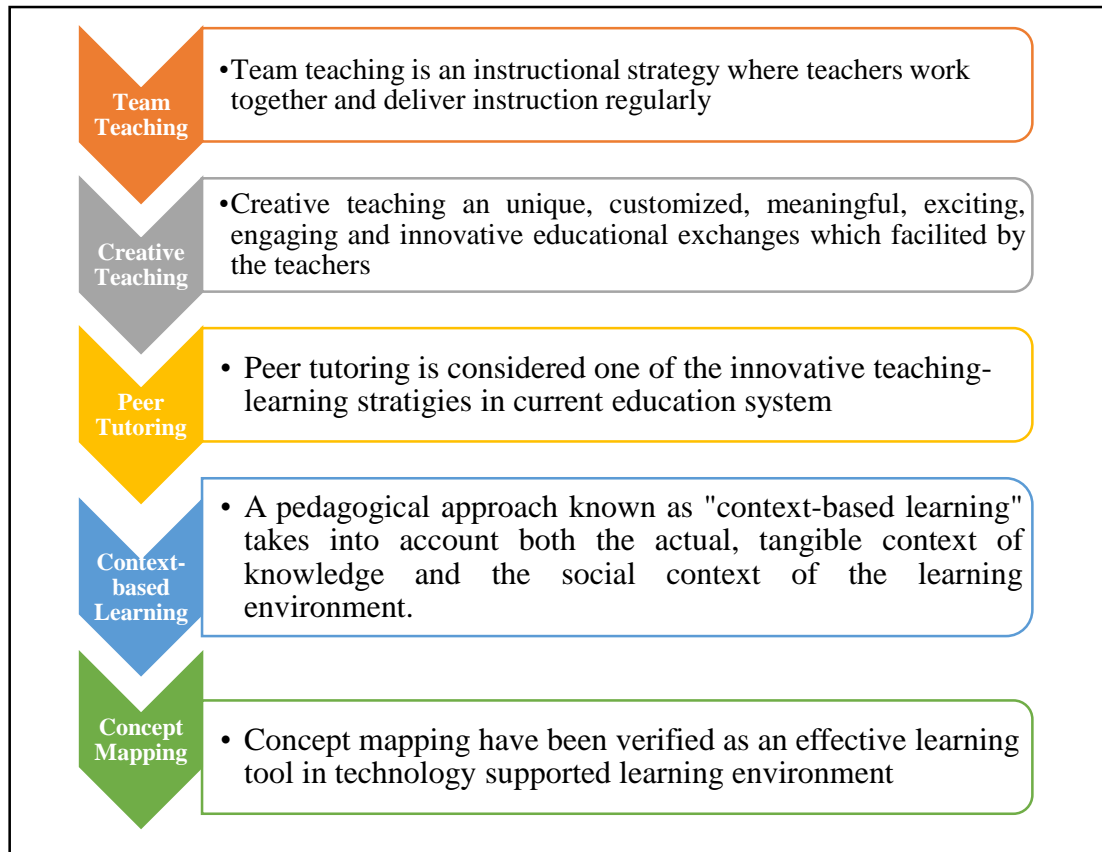 Team
Teaching
•Team teaching is an instructional strategy where teachers work
together and deliver instruction regularly
Creative
Teaching
•Creative teaching an unique, customized, meaningful, exciting,
engaging and innovative educational exchanges which facilited by
the teachers
Peer
Tutoring
• Peer tutoring is considered one of the innovative teaching-
learning stratigies in current education system
Context-
based
Learning
• A pedagogical approach known as "context-based learning"
takes into account both the actual, tangible context of
knowledge and the social context of the learning
environment.
Concept
Mapping
• Concept mapping have been verified as an effective learning
tool in technology supported learning environment